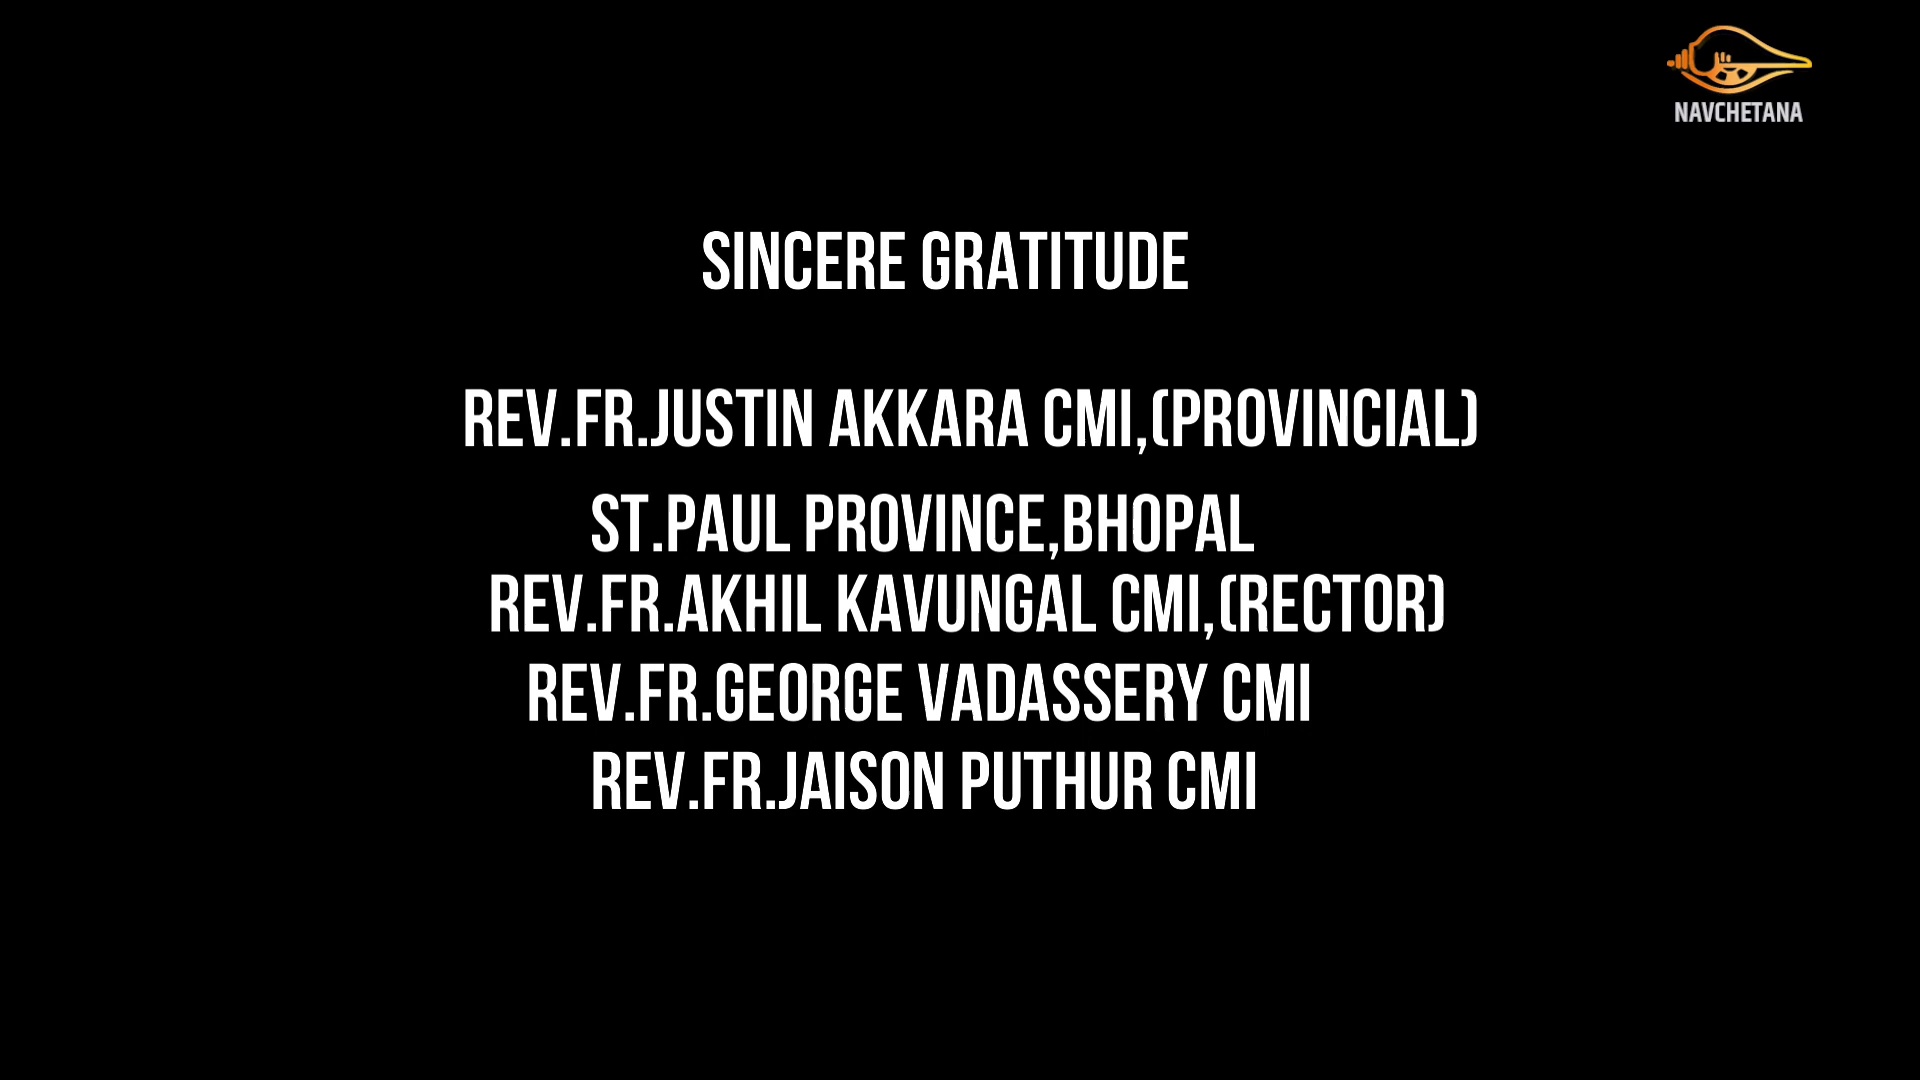 NAVCHETANA
SINCERE GRATITUDE
REV.FR.JUSTIN AKKARA CMI,(PROVINCIAL)
ST.PAUL PROVINCE,BHOPAL
REV.FR.AKHIL KAVUNGAL CMI,(RECTOR)
REV.FR.GEORGE VADASSERY CMI
REV.FR.JAISON PUTHUR CMI